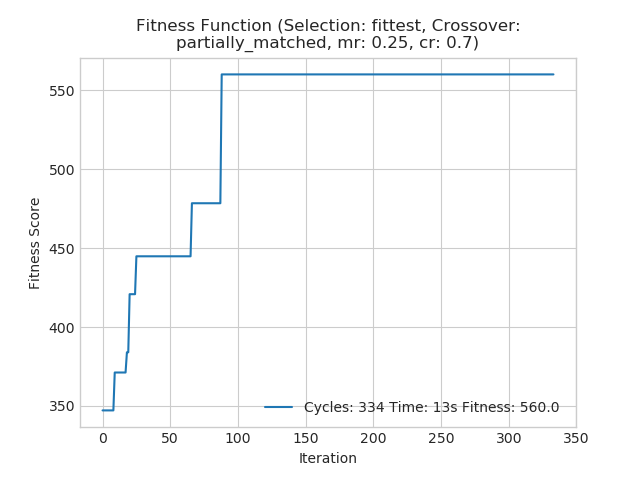 Fitness Function (Selection: fittest, Crossover:
partially_matched, mr: 0.25, cr: 0.7)
Fitness Score
550
500
450
400
350
Cycles: 334 Time: 13s Fitness: 560.0
0 50 100 150 200 250 300 350
Iteration